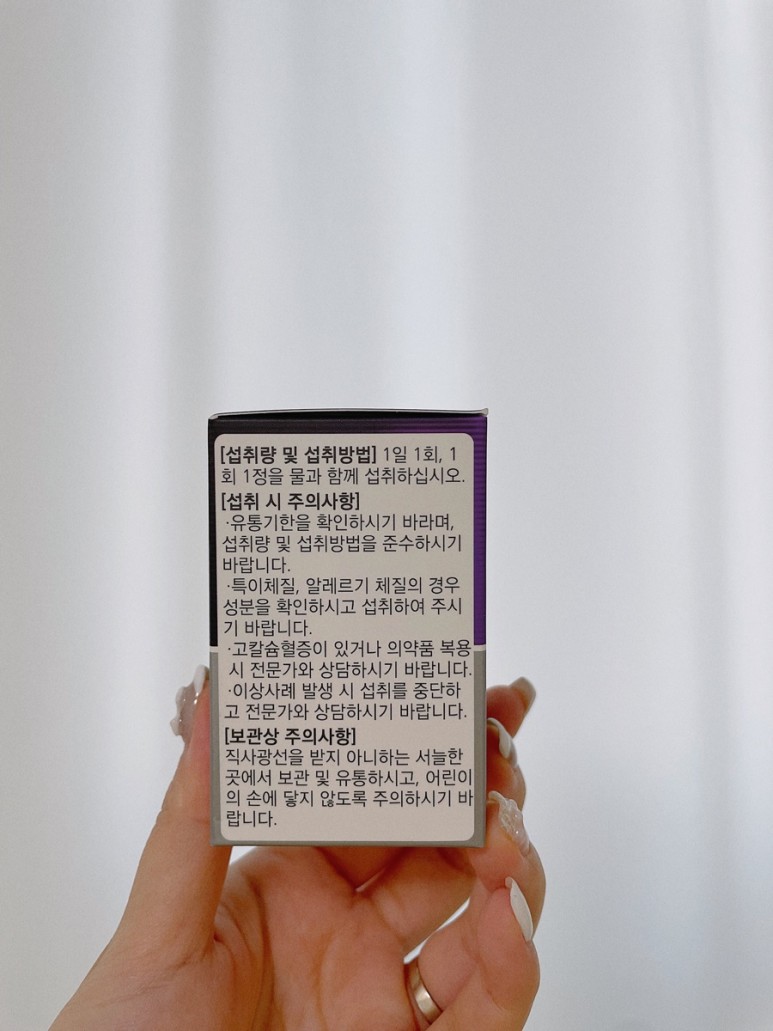 [섭취량 및 섭취방법] 1일 1회, 1
회 1정을 물과 함께 섭취하십시오.
[섭취 시 주의사항]
·유통기한을 확인하시기 바라며,
섭취량 및 섭취방법을 준수하시기
바랍니다.
·특이체질, 알레르기 체질의 경우
성분을 확인하시고 섭취하여 주시
기 바랍니다.
·고칼슘혈증이 있거나 의약품 복용
시 전문가와 상담하시기 바랍니다.
·이상사례 발생 시 섭취를 중단하
고 전문가와 상담하시기 바랍니다.
[보관상 주의사항]
직사광선을 받지 아니하는 서늘한
곳에서 보관 및 유통하시고, 어린이
의 손에 닿지 않도록 주의하시기 바
랍니다.